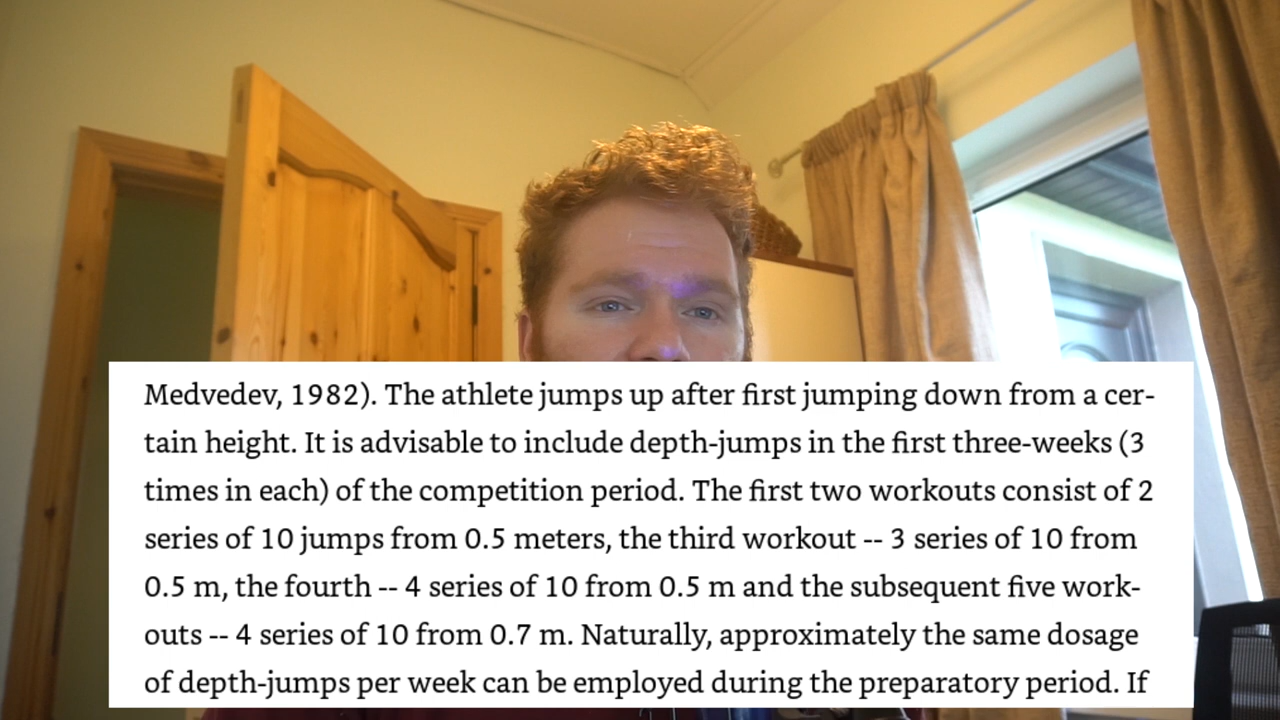 Medvedev, 1982). The athlete jumps up after first jumping down from a cer-
tain height. It is advisable to include depth-jumps in the first three-weeks (3
times in each) of the competition period. The first two workouts consist of 2
series of 10 jumps from 0.5 meters, the third workout -- 3 series of 10 from
0.5 m, the fourth -- 4 series of 10 from 0.5 m and the subsequent five work-
outs -- 4 series of 10 from 0.7 m. Naturally, approximately the same dosage
of depth-jumps per week can be employed during the preparatory period. If